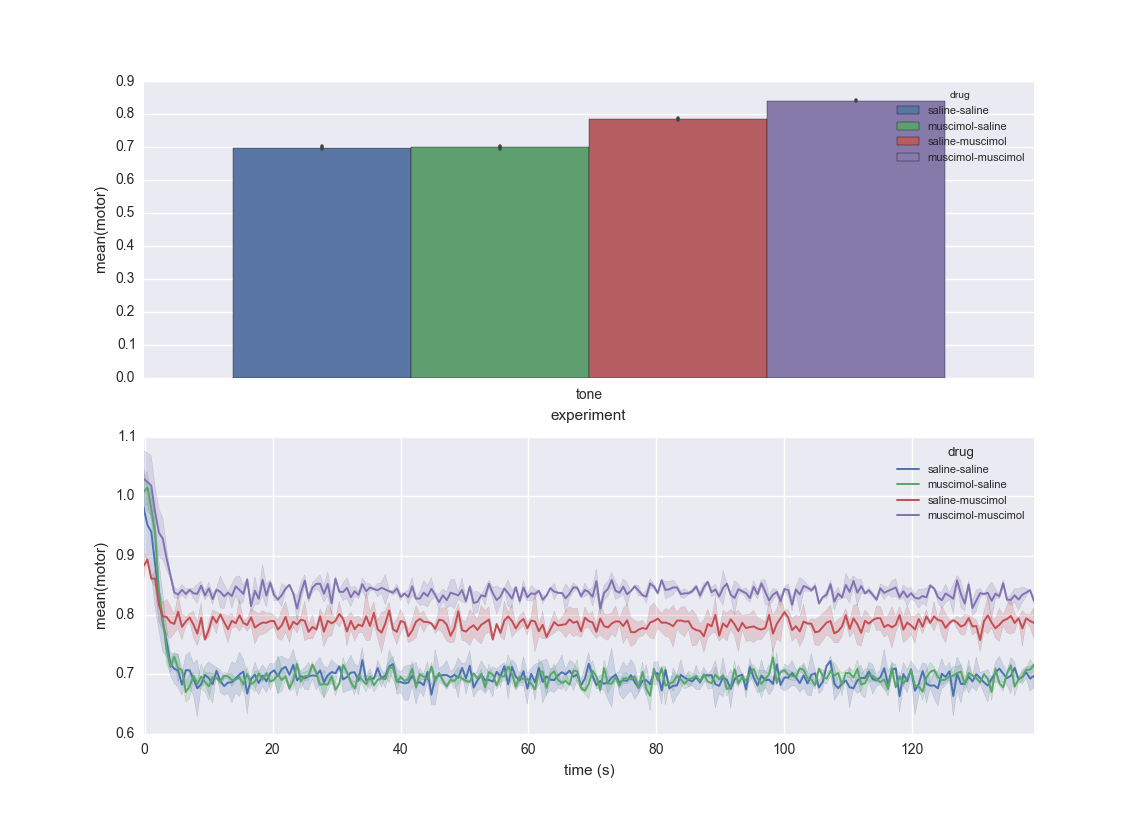 0.9
0.8
0.7
0.6
0.5
0.4
0.3
0.2
0.1
0.0
mean(motor)
drug
saline-saline
muscimol-saline
saline-muscimol
muscimol-muscimol
tone
experiment
1.1
1.0
0.9
0.8
0.7
0.6
mean(motor)
drug
saline-saline
muscimol-saline
saline-muscimol
muscimol-muscimol
0 20 40 60 80 100 120
time (s)